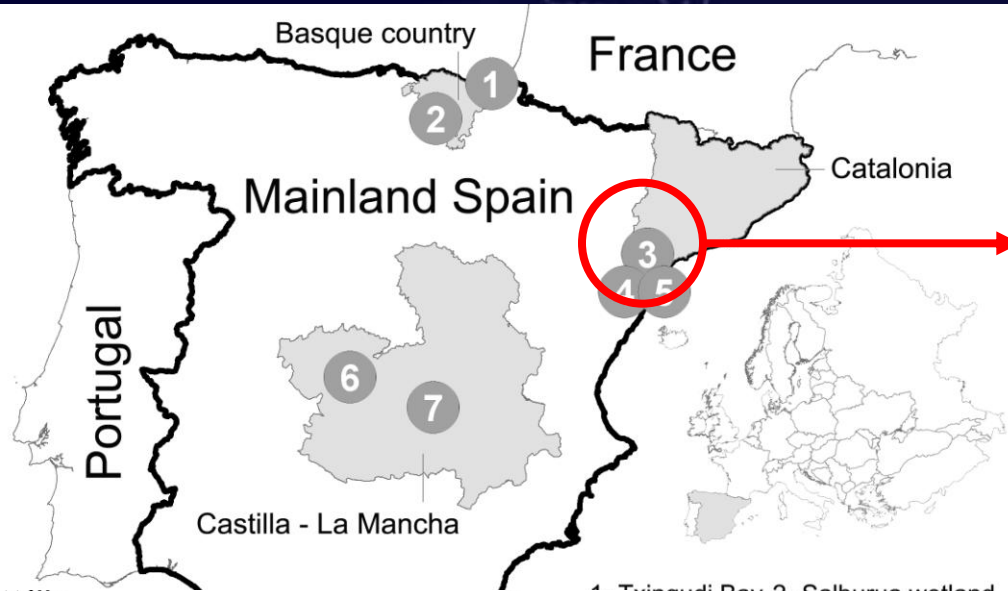 Basque country
France
1
2
Catalonia
Mainland Spain
3
4 5
Portugal
6
7
Castilla - La Mancha